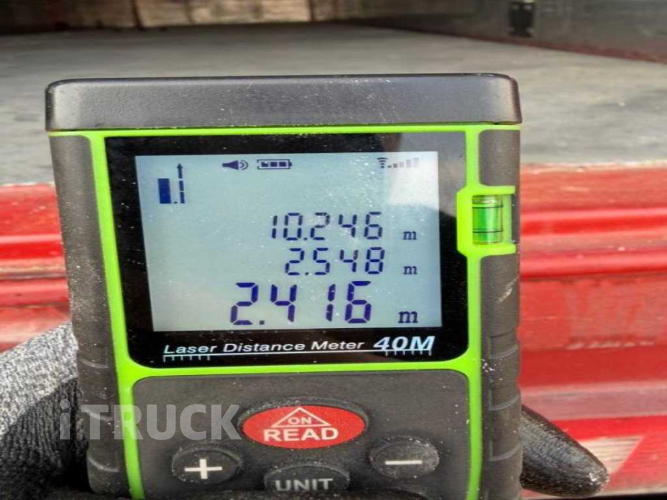 10.246 m
2.548 m
2.416 m
Laser Distance Meter 40M
iTRUCK
ON
READ
+ −
UNIT